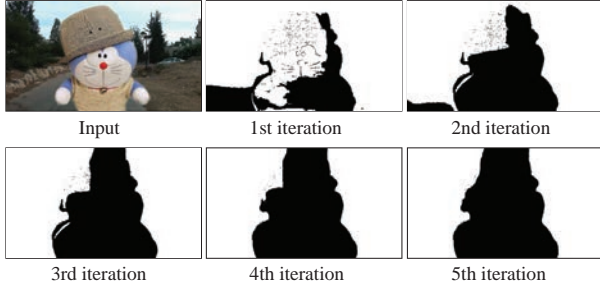 Input
1st iteration
2nd iteration
3rd iteration
4th iteration
5th iteration